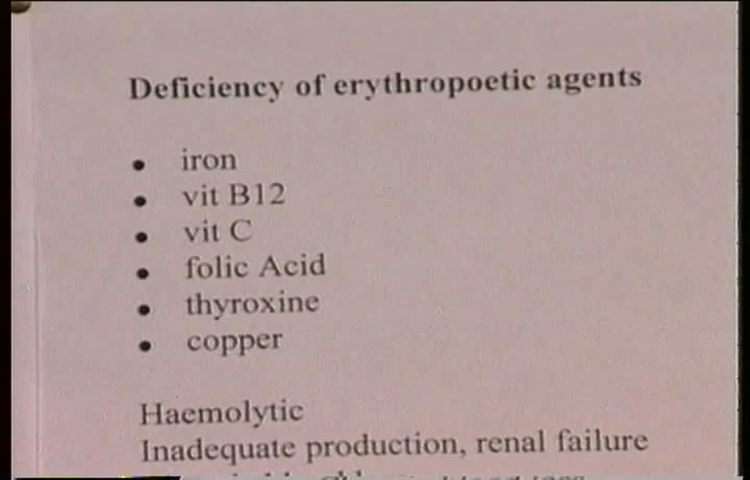 Deficiency of erythropoetic agents
• iron
• vit B12
• vit C
• folic Acid
• thyroxine
• copper
Haemolytic
Inadequate production, renal failure